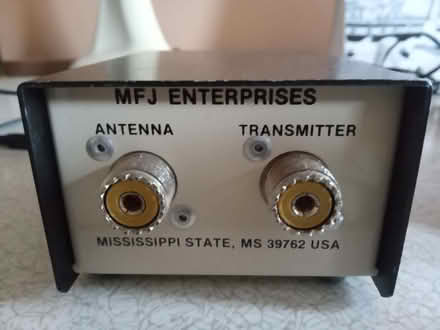 MFJ ENTERPRISES
ANTENNA TRANSMITTER
MISSISSIPPI STATE, MS 39762 USA